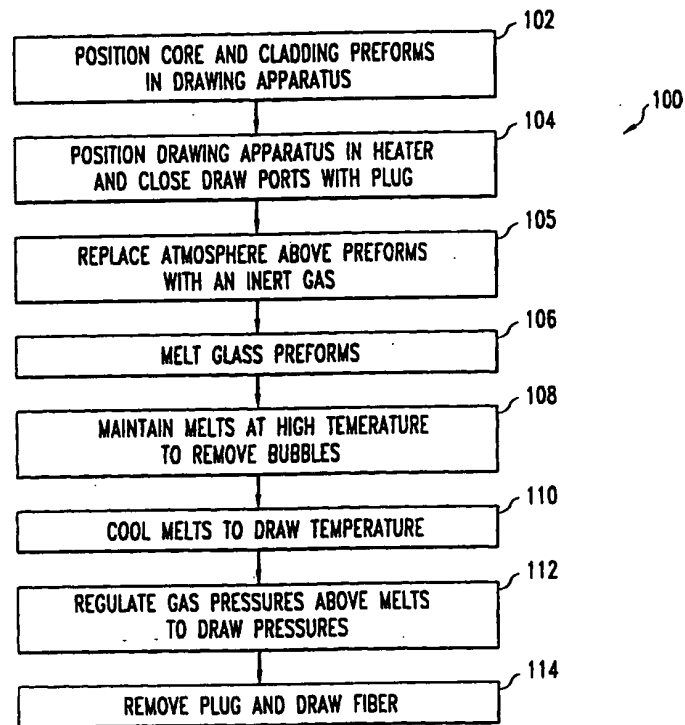 102
POSITION CORE AND CLADDING PREFORMS
IN DRAWING APPARATUS
100
104
POSITION DRAWING APPARATUS IN HEATER
AND CLOSE DRAW PORTS WITH PLUG
105
REPLACE ATMOSPHERE ABOVE PREFORMS
WITH AN INERT GAS
106
MELT GLASS PREFORMS
108
MAINTAIN MELTS AT HIGH TEMERATURE
TO REMOVE BUBBLES
110
COOL MELTS TO DRAW TEMPERATURE
112
REGULATE GAS PRESSURES ABOVE MELTS
TO DRAW PRESSURES
114
REMOVE PLUG AND DRAW FIBER